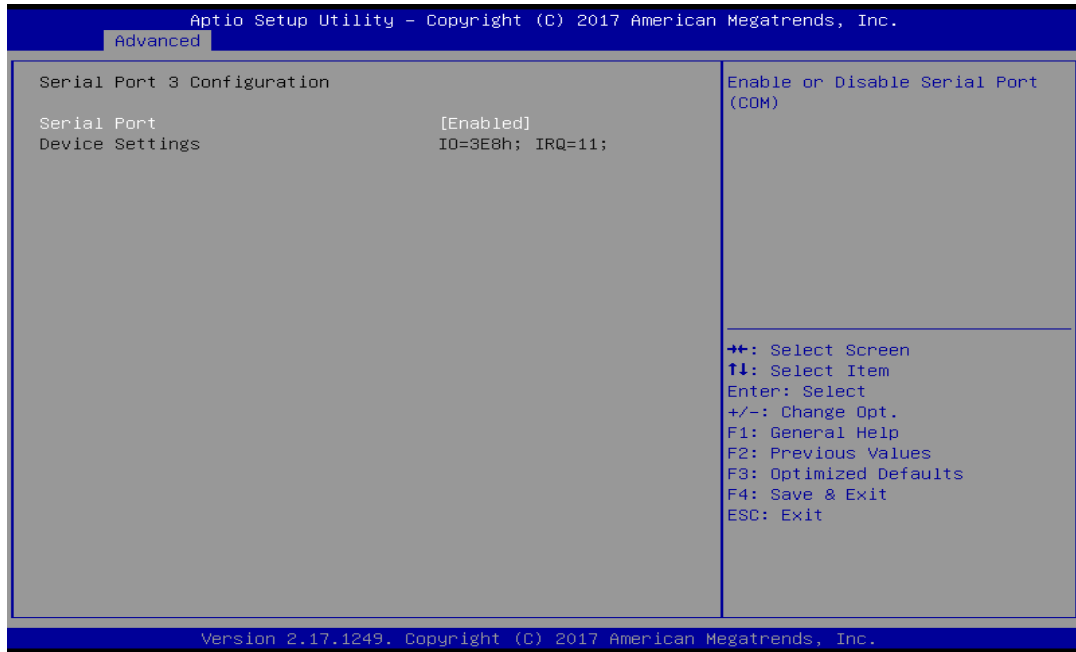 Aptio Setup Utility – Copyright (C) 2017 American Megatrends, Inc.
Advanced
Serial Port 3 Configuration
Serial Port [Enabled]
Device Settings IO=3E8h; IRQ=11;
Enable or Disable Serial Port
(COM)
→←: Select Screen
↑↓: Select Item
Enter: Select
+/-: Change Opt.
F1: General Help
F2: Previous Values
F3: Optimized Defaults
F4: Save & Exit
ESC: Exit
Version 2.17.1249. Copyright (C) 2017 American Megatrends, Inc.